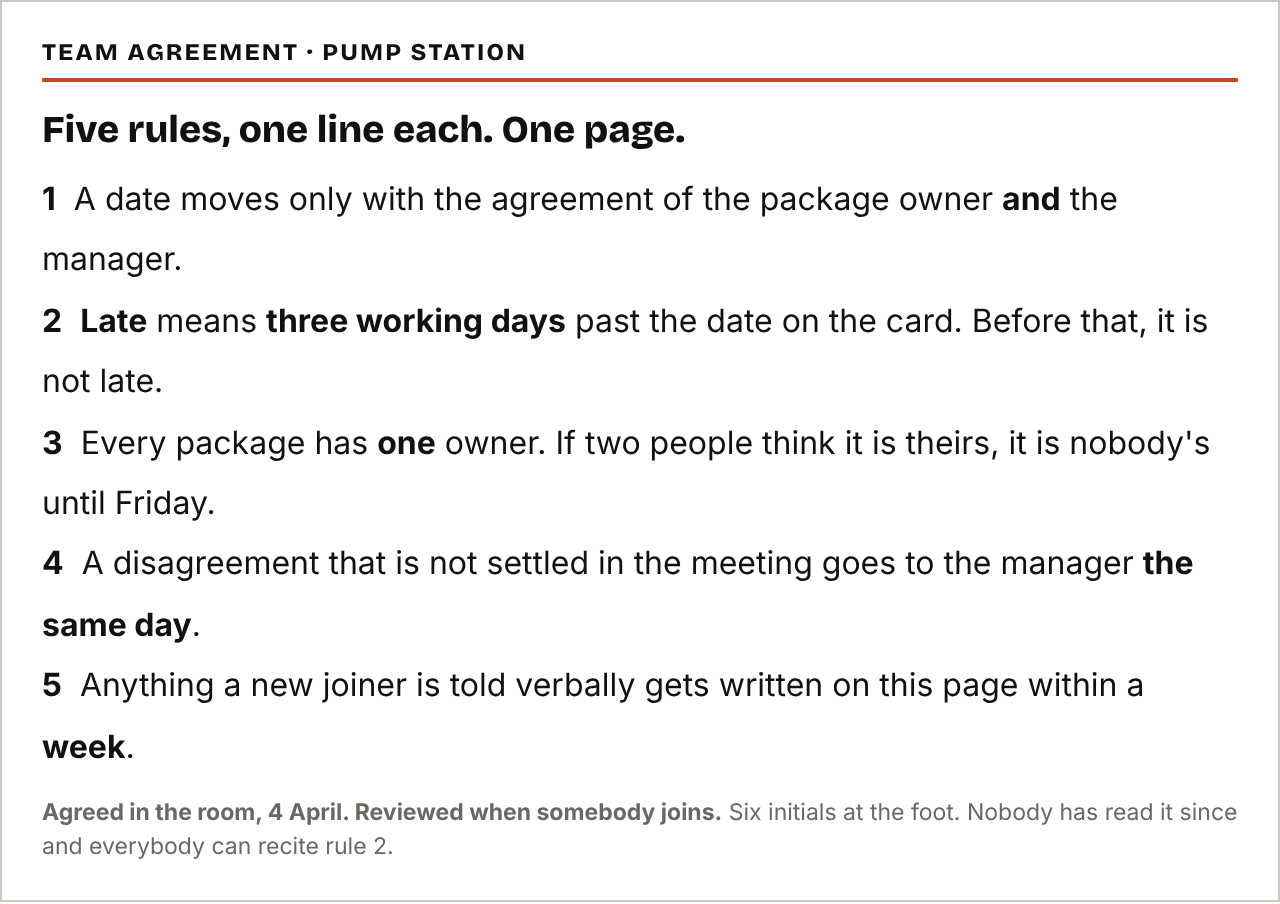 TEAM AGREEMENT · PUMP STATION
Five rules, one line each. One page.
1 A date moves only with the agreement of the package owner and the
manager.
2 Late means three working days past the date on the card. Before that, it is
not late.
3 Every package has one owner. If two people think it is theirs, it is nobody's
until Friday.
4 A disagreement that is not settled in the meeting goes to the manager the
same day.
5 Anything a new joiner is told verbally gets written on this page within a
week.
Agreed in the room, 4 April. Reviewed when somebody joins. Six initials at the foot. Nobody has read it since
and everybody can recite rule 2.